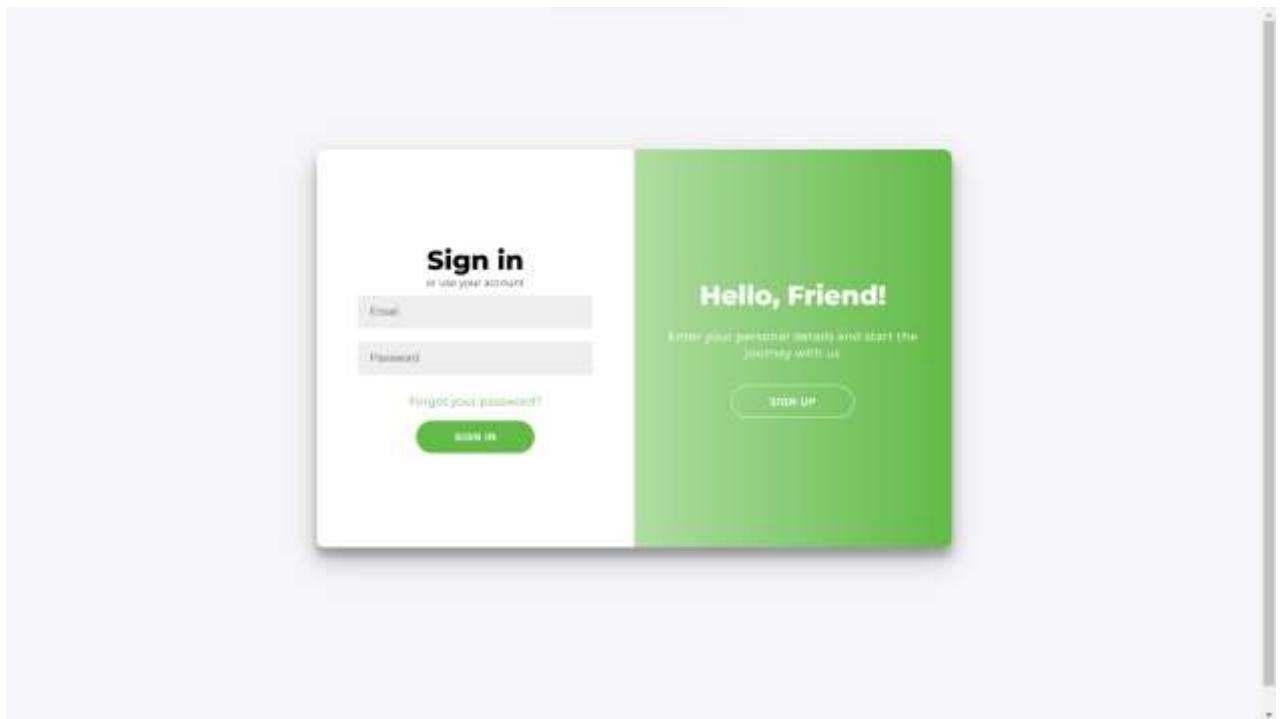 Sign in
or use your account
Email
Password
Forgot your password?
SIGN IN
Hello, Friend!
Enter your personal details and start the
journey with us
SIGN UP